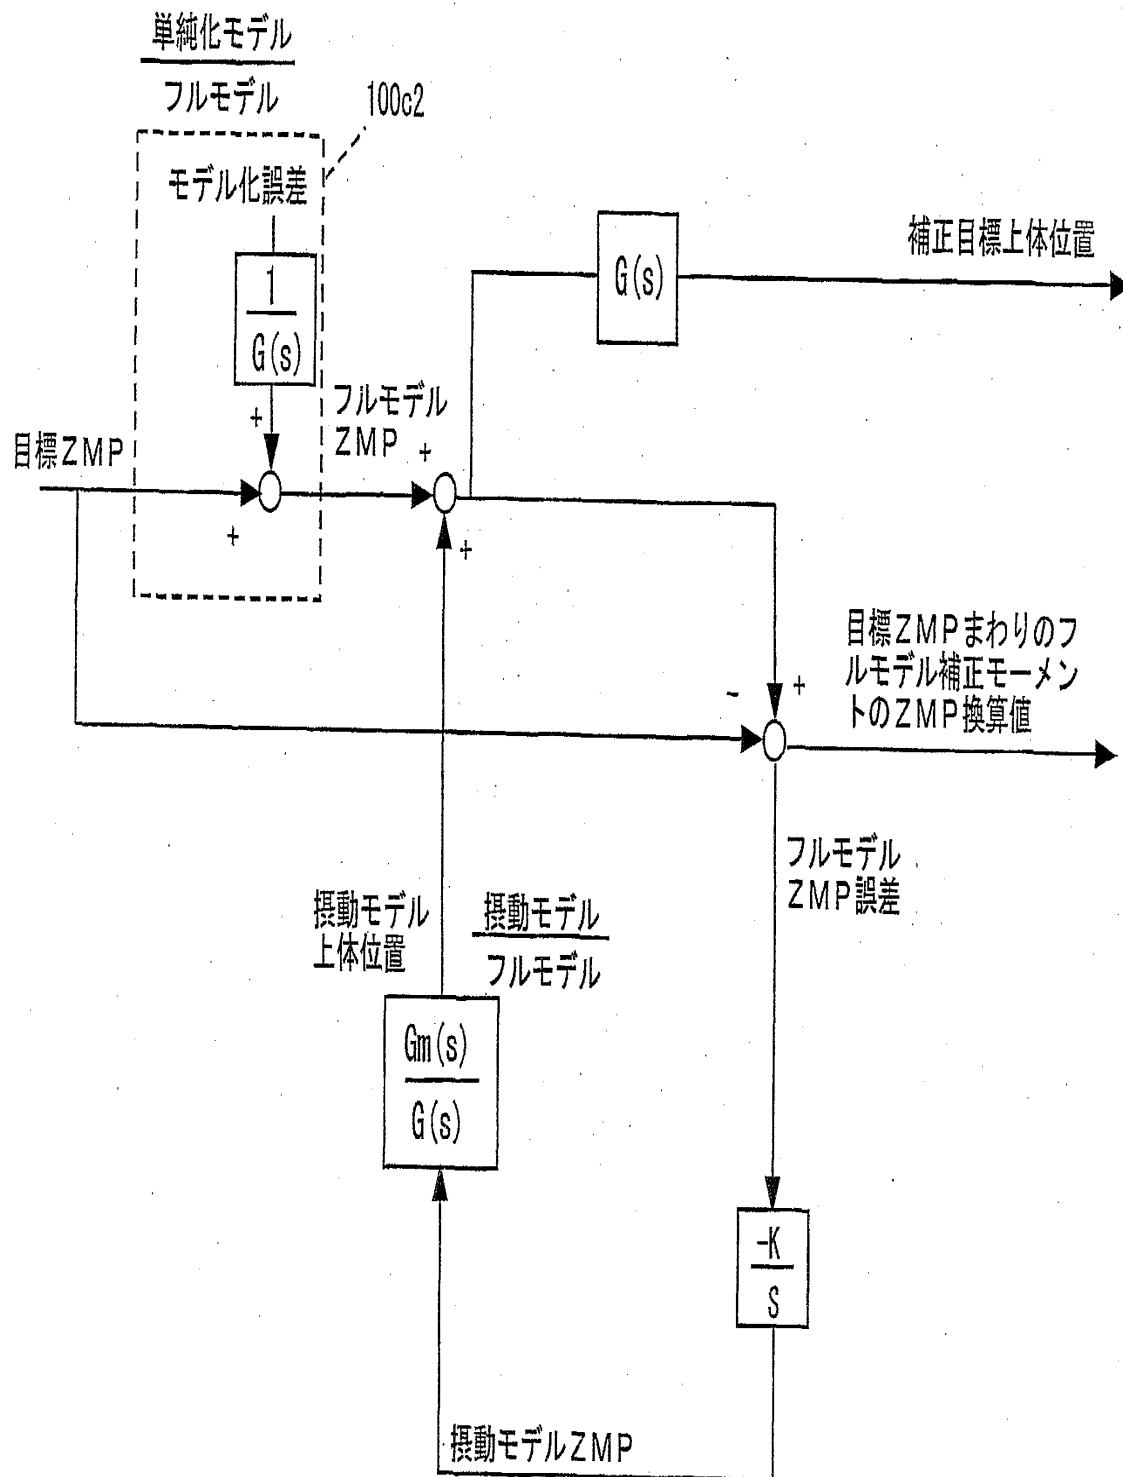 単純化モデル
フルモデル
100c2
モデル化誤差
1
G(s)
G(s)
補正目標上体位置
フルモデル
ZMP
+
+
目標ZMP
+
+
目標ZMPまわりのフ
ルモデル補正モーメン
トのZMP換算値
-
+
フルモデル
ZMP誤差
摂動モデル
上体位置
摂動モデル
フルモデル
Gm(s)
G(s)
-K
S
摂動モデルZMP